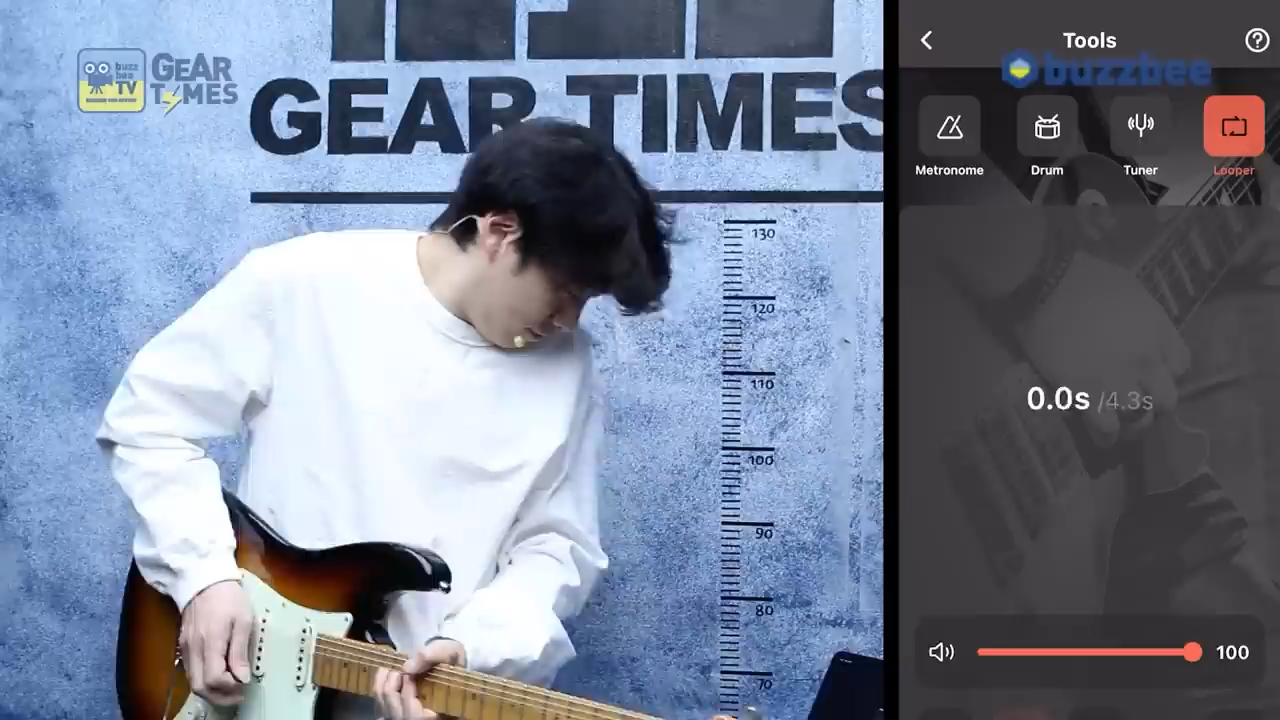 buzz
bee
TV
GEAR
TIMES
GEAR TIMES
130
120
110
100
90
80
70
Tools
buzzbee
Metronome
Drum
Tuner
Looper
0.0s /4.3s
100